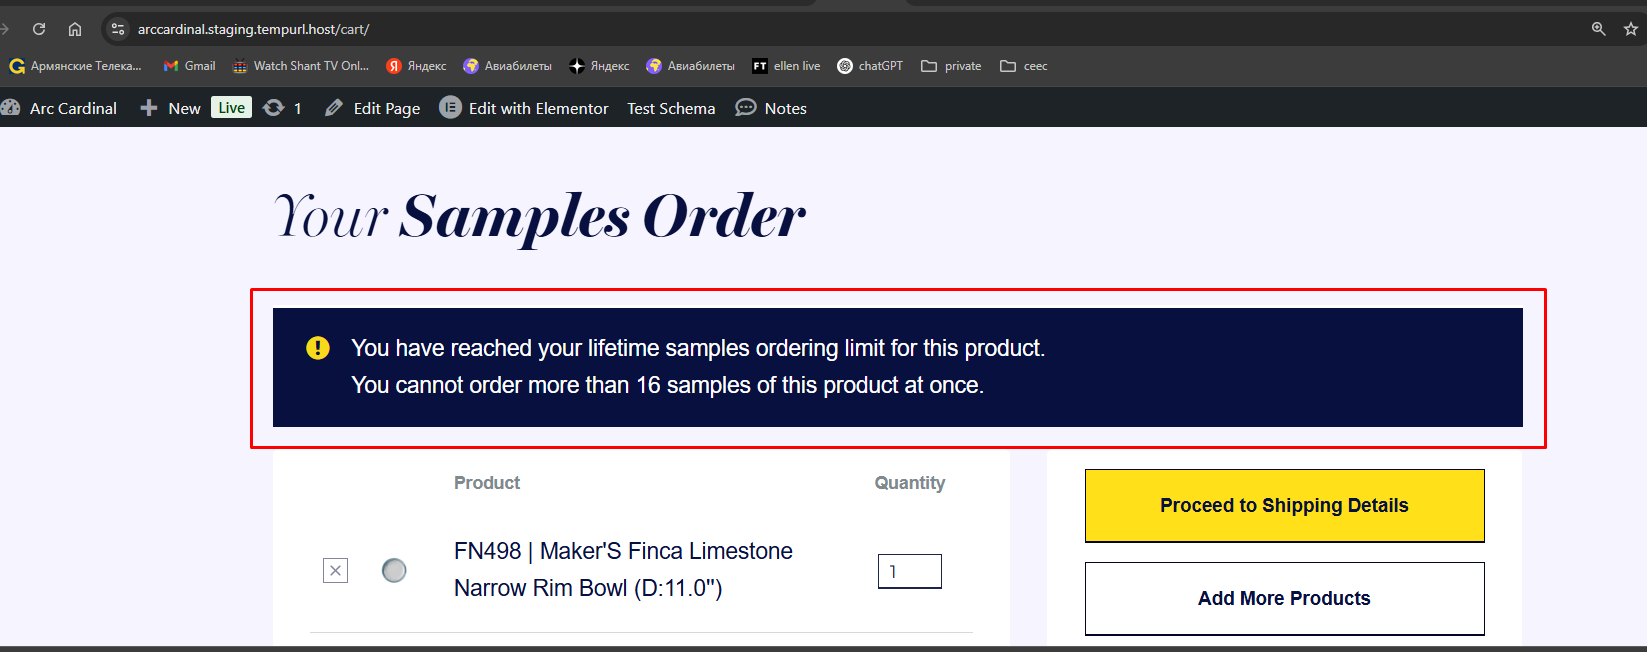 arccardinal.staging.tempurl.host/cart/
Армянские Телека...
Gmail
Watch Shant TV Onl...
Яндекс
Авиабилеты
Яндекс
Авиабилеты
FT ellen live
chatGPT
private
ceec
Arc Cardinal
New
Live
1
Edit Page
Edit with Elementor
Test Schema
Notes
Your Samples Order
You have reached your lifetime samples ordering limit for this product.
You cannot order more than 16 samples of this product at once.
Product
Quantity
FN498 | Maker'S Finca Limestone
Narrow Rim Bowl (D:11.0")
1
Proceed to Shipping Details
Add More Products